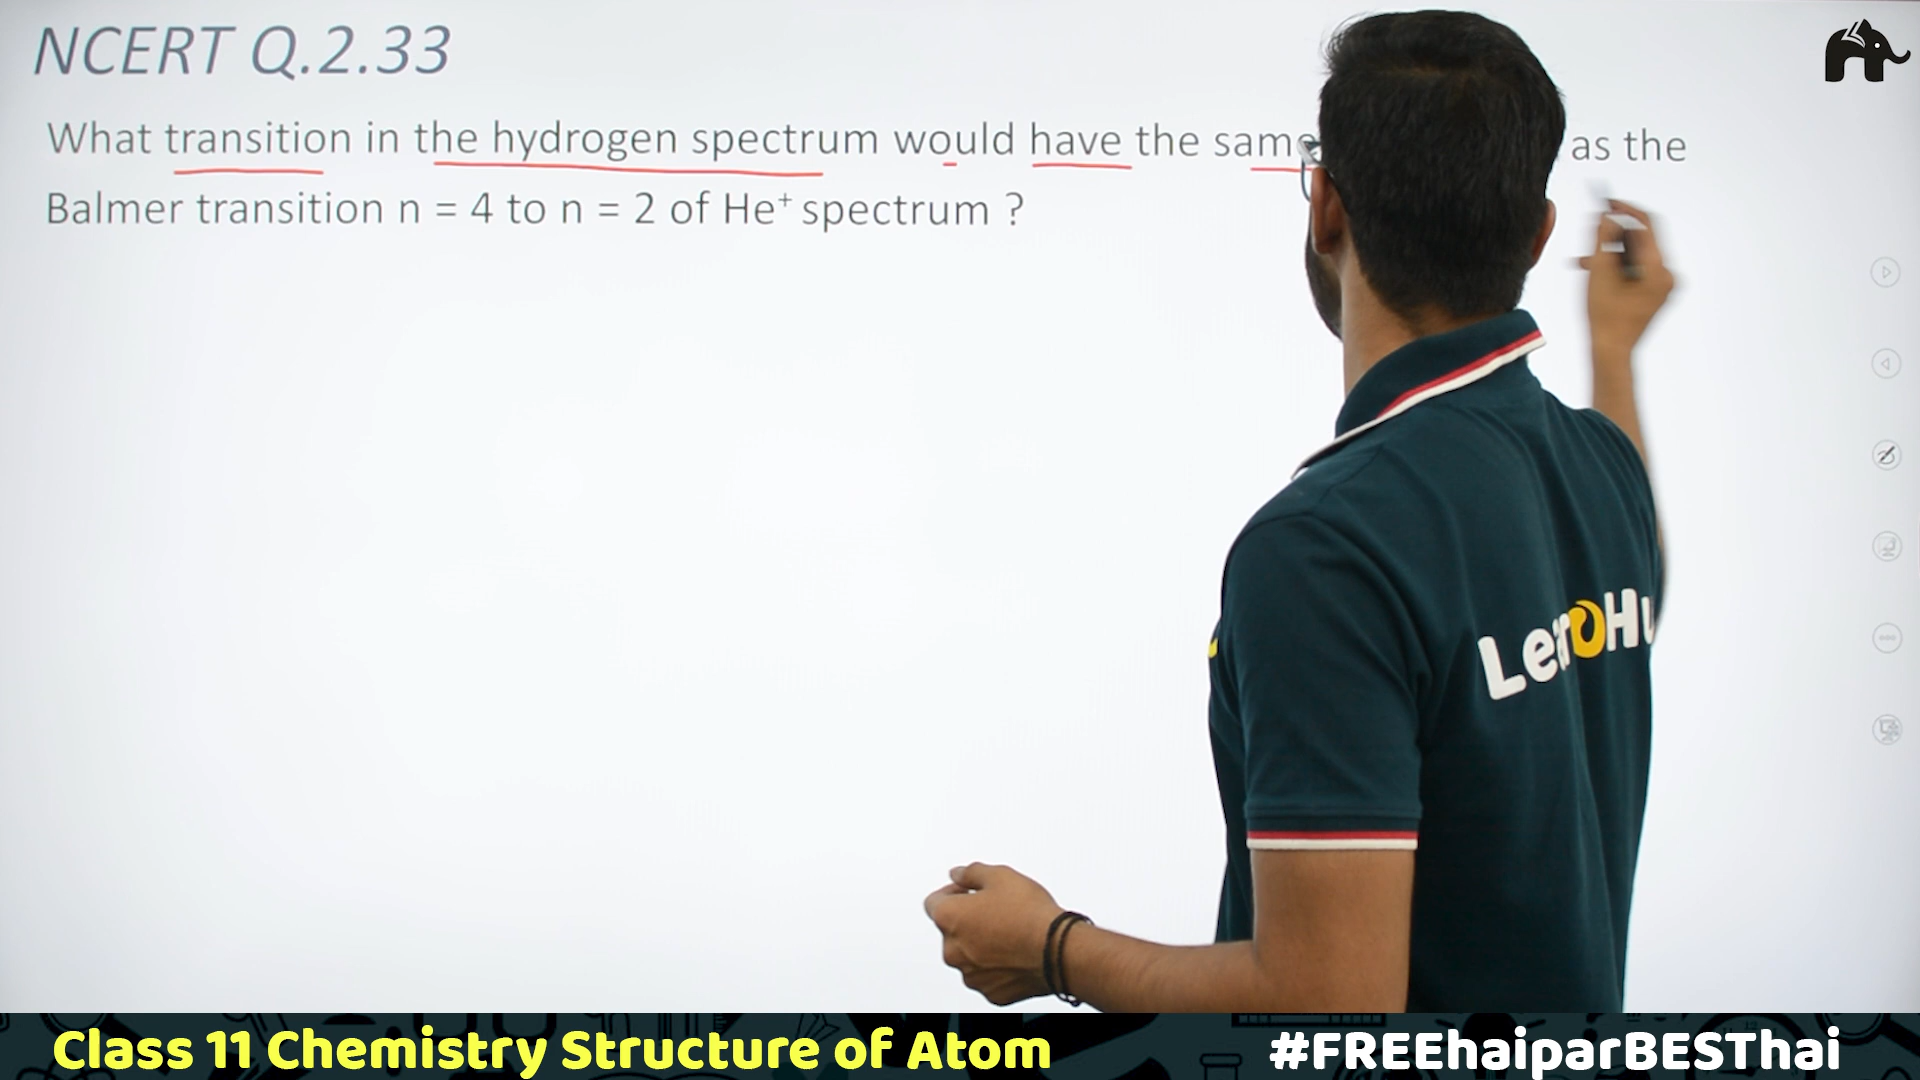 NCERT Q.2.33
What transition in the hydrogen spectrum would have the same as the
Balmer transition n = 4 to n = 2 of He⁺ spectrum ?
Class 11 Chemistry Structure of Atom
#FREEhaiparBESThai